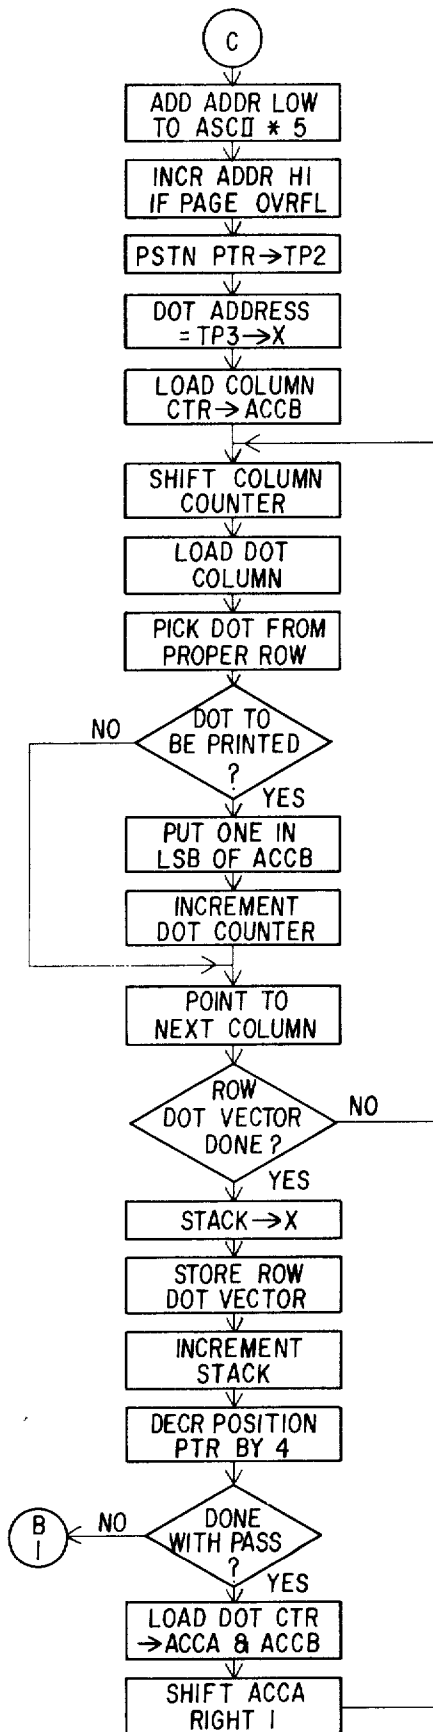 C
ADD ADDR LOW
TO ASCII * 5
INCR ADDR HI
IF PAGE OVRFL
PSTN PTR→TP2
DOT ADDRESS
=TP3→X
LOAD COLUMN
CTR→ACCB
SHIFT COLUMN
COUNTER
LOAD DOT
COLUMN
PICK DOT FROM
PROPER ROW
DOT TO
BE PRINTED
?
NO
YES
PUT ONE IN
LSB OF ACCB
INCREMENT
DOT COUNTER
POINT TO
NEXT COLUMN
ROW
DOT VECTOR
DONE?
NO
YES
STACK→X
STORE ROW
DOT VECTOR
INCREMENT
STACK
DECR POSITION
PTR BY 4
DONE
WITH PASS
?
NO
B
1
YES
LOAD DOT CTR
→ACCA & ACCB
SHIFT ACCA
RIGHT 1